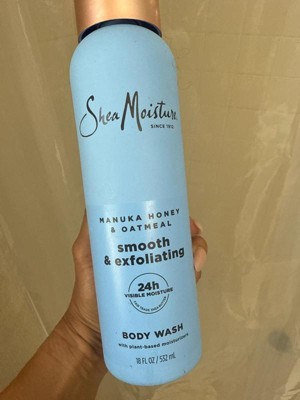 SheaMoisture
SINCE 1912
MANUKA HONEY
& OATMEAL
smooth
& exfoliating
24h
VISIBLE MOISTURE
BODY WASH
with plant-based moisturizers
18 FL OZ / 532 mL